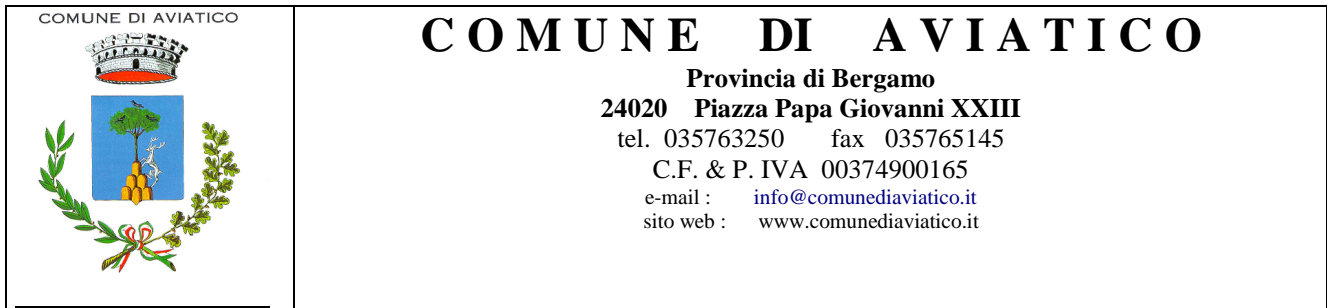 COMUNE DI AVIATICO
C O M U N E DI A V I A T I C O
Provincia di Bergamo
24020 Piazza Papa Giovanni XXIII
tel. 035763250 fax 035765145
C.F. & P. IVA 00374900165
e-mail : info@comunediaviatico.it
sito web : www.comunediaviatico.it